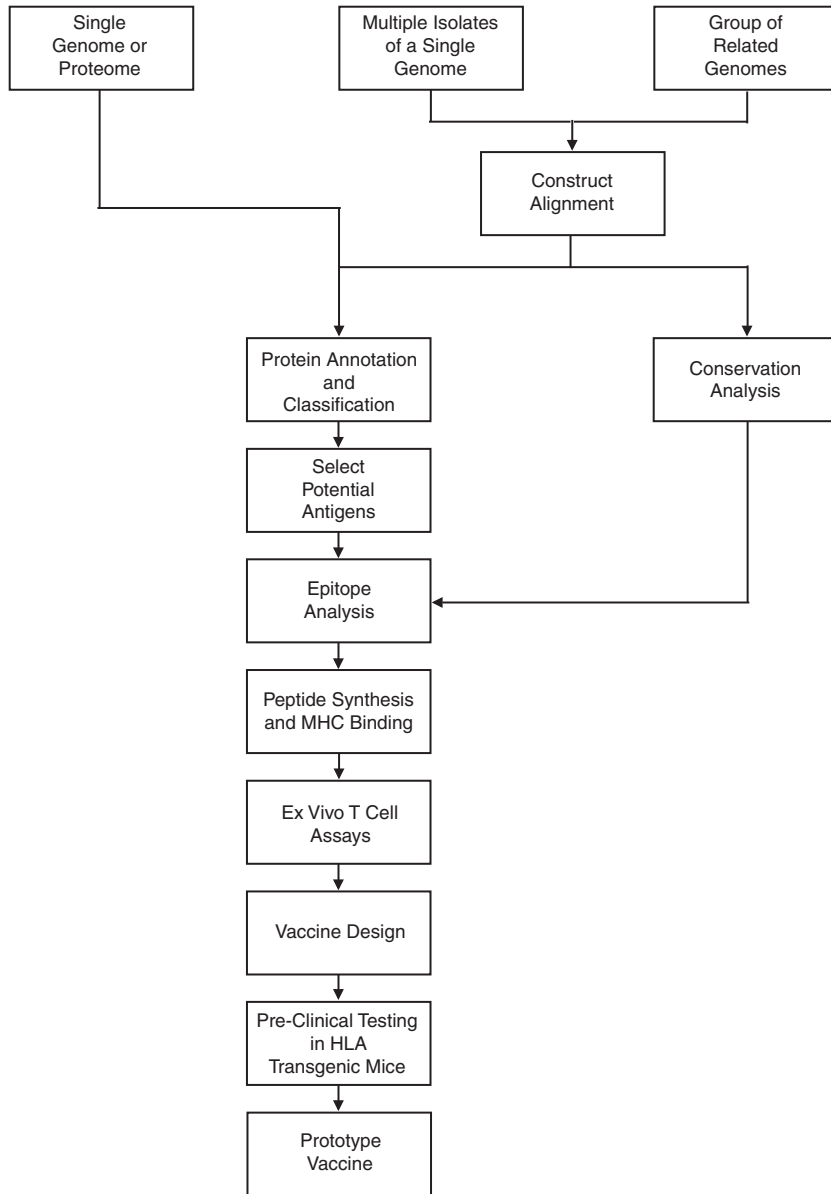 Single
Genome or
Proteome
Multiple Isolates
of a Single
Genome
Group of
Related
Genomes
Construct
Alignment
Protein Annotation
and
Classification
Conservation
Analysis
Select
Potential
Antigens
Epitope
Analysis
Peptide Synthesis
and MHC Binding
Ex Vivo T Cell
Assays
Vaccine Design
Pre-Clinical Testing
in HLA
Transgenic Mice
Prototype
Vaccine